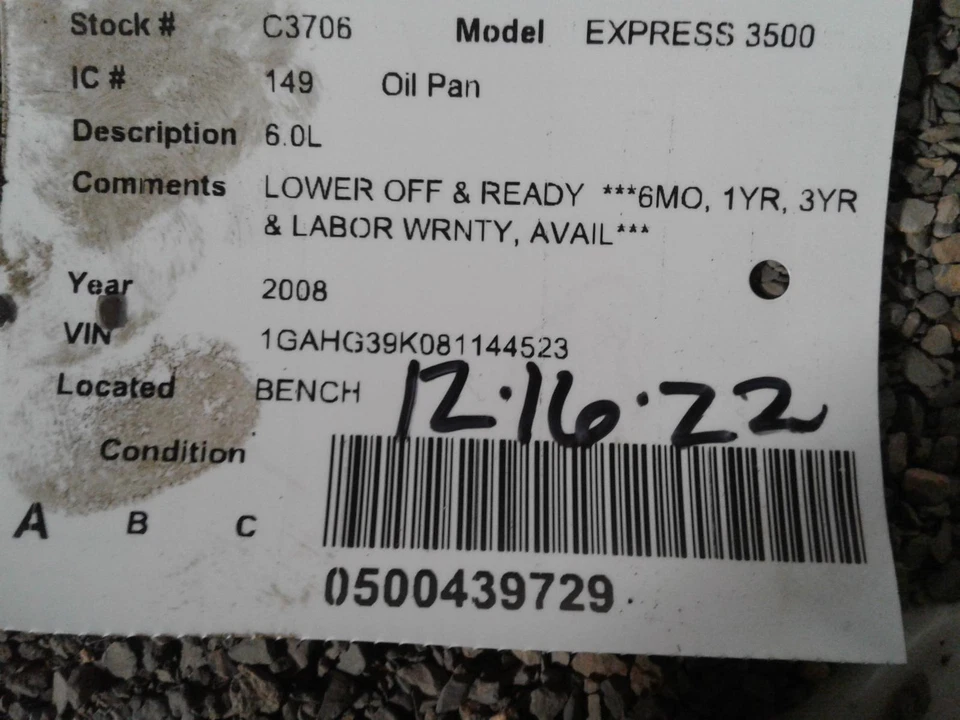 Stock # C3706 Model EXPRESS 3500
IC # 149 Oil Pan
Description 6.0L
Comments LOWER OFF & READY ***6MO, 1YR, 3YR
& LABOR WRNTY, AVAIL***
Year 2008
VIN 1GAHG39K081144523
Located BENCH 12·16·22
Condition
A B C
0500439729